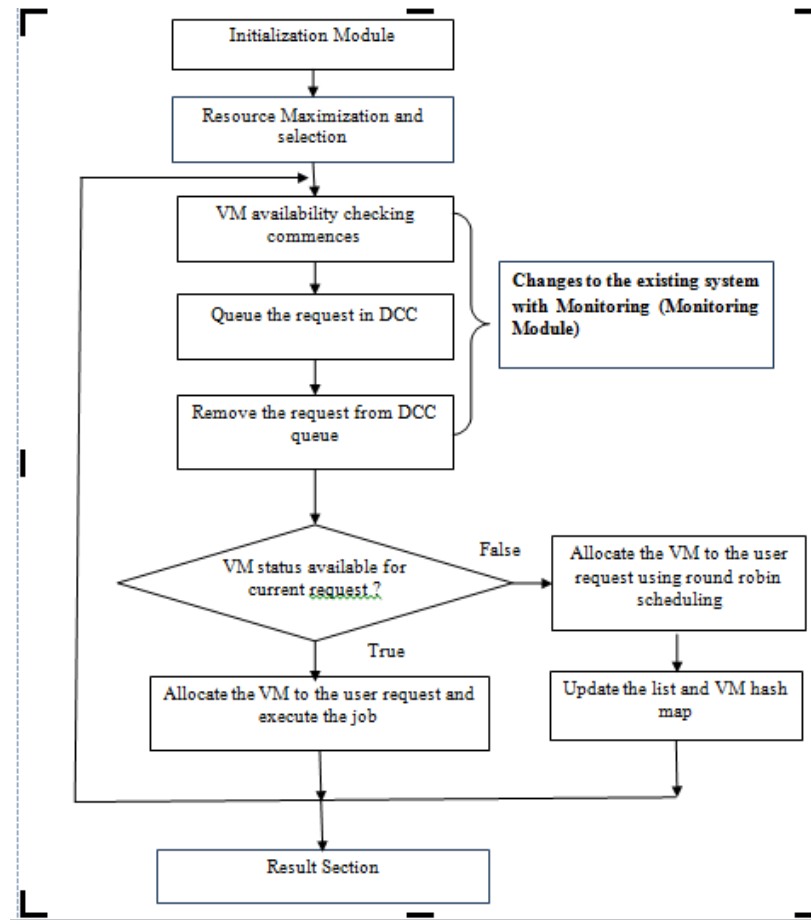 Initialization Module
Resource Maximization and
selection
VM availability checking
commences
Queue the request in DCC
Remove the request from DCC
queue
Changes to the existing system
with Monitoring (Monitoring
Module)
VM status available for
current request ?
False
Allocate the VM to the user
request using round robin
scheduling
True
Allocate the VM to the user request and
execute the job
Update the list and VM hash
map
Result Section